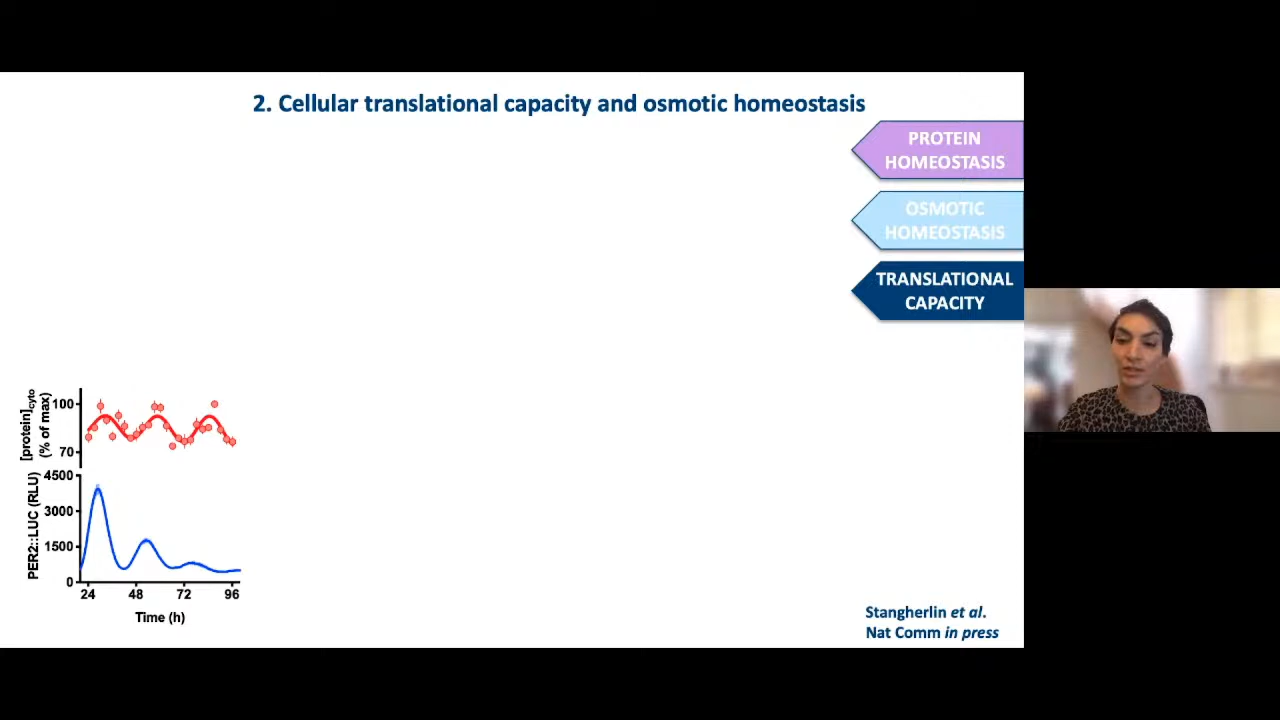 2. Cellular translational capacity and osmotic homeostasis
PROTEIN
HOMEOSTASIS
OSMOTIC
HOMEOSTASIS
TRANSLATIONAL
CAPACITY
[protein]cyto
(% of max)
100
70
PER2::LUC (RLU)
4500
3000
1500
0
24 48 72 96
Time (h)
Stangherlin et al.
Nat Comm in press